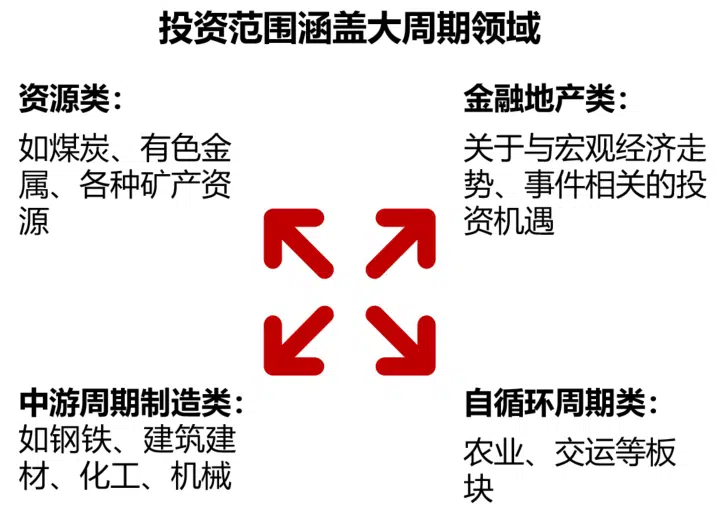 投资范围涵盖大周期领域
资源类：
如煤炭、有色金
属、各种矿产资
源
金融地产类：
关于与宏观经济走
势、事件相关的投
资机遇
中游周期制造类：
如钢铁、建筑建
材、化工、机械
自循环周期类：
农业、交运等板
块